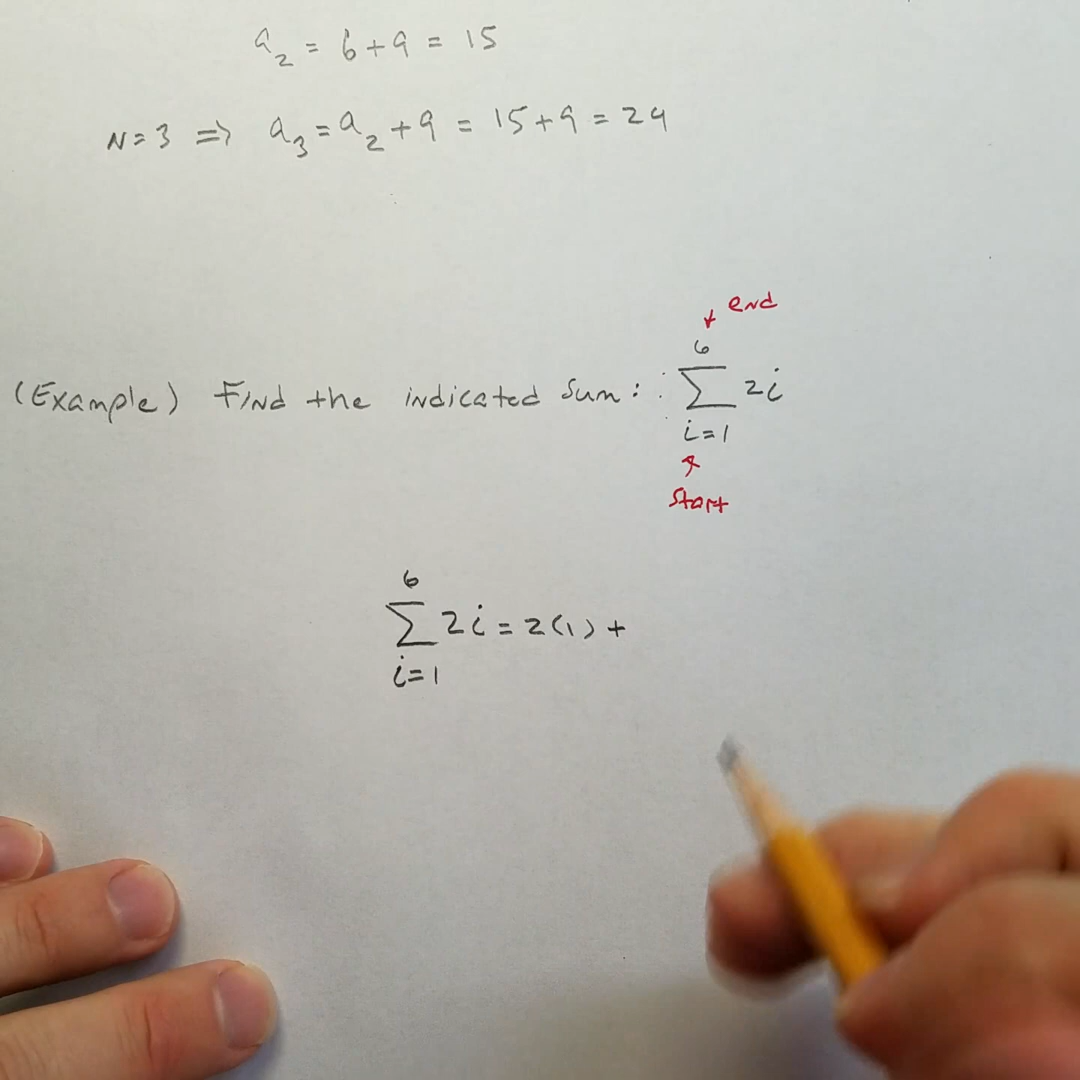 a₂ = 6 + 9 = 15
N=3 ⇒ a₃ = a₂ + 9 = 15 + 9 = 24
↓ end
(Example) Find the indicated sum: ∑_{i=1}^{6} 2i
↑
start
∑_{i=1}^{6} 2i = 2(1) +